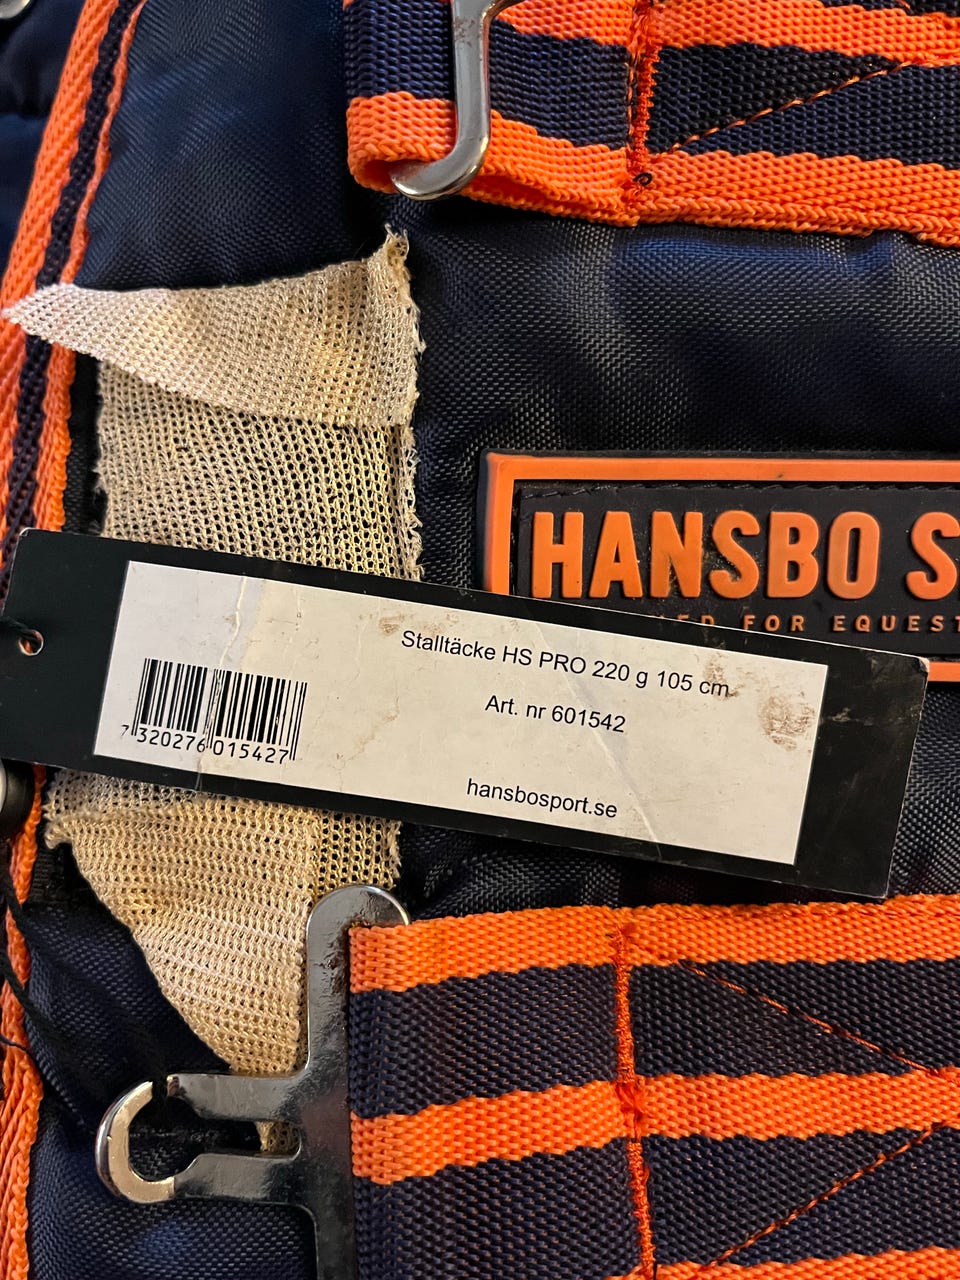 HANSBO S
FOR EQUEST
Stalltäcke HS PRO 220 g 105 cm
Art. nr 601542
7 320276 015427
hansbosport.se